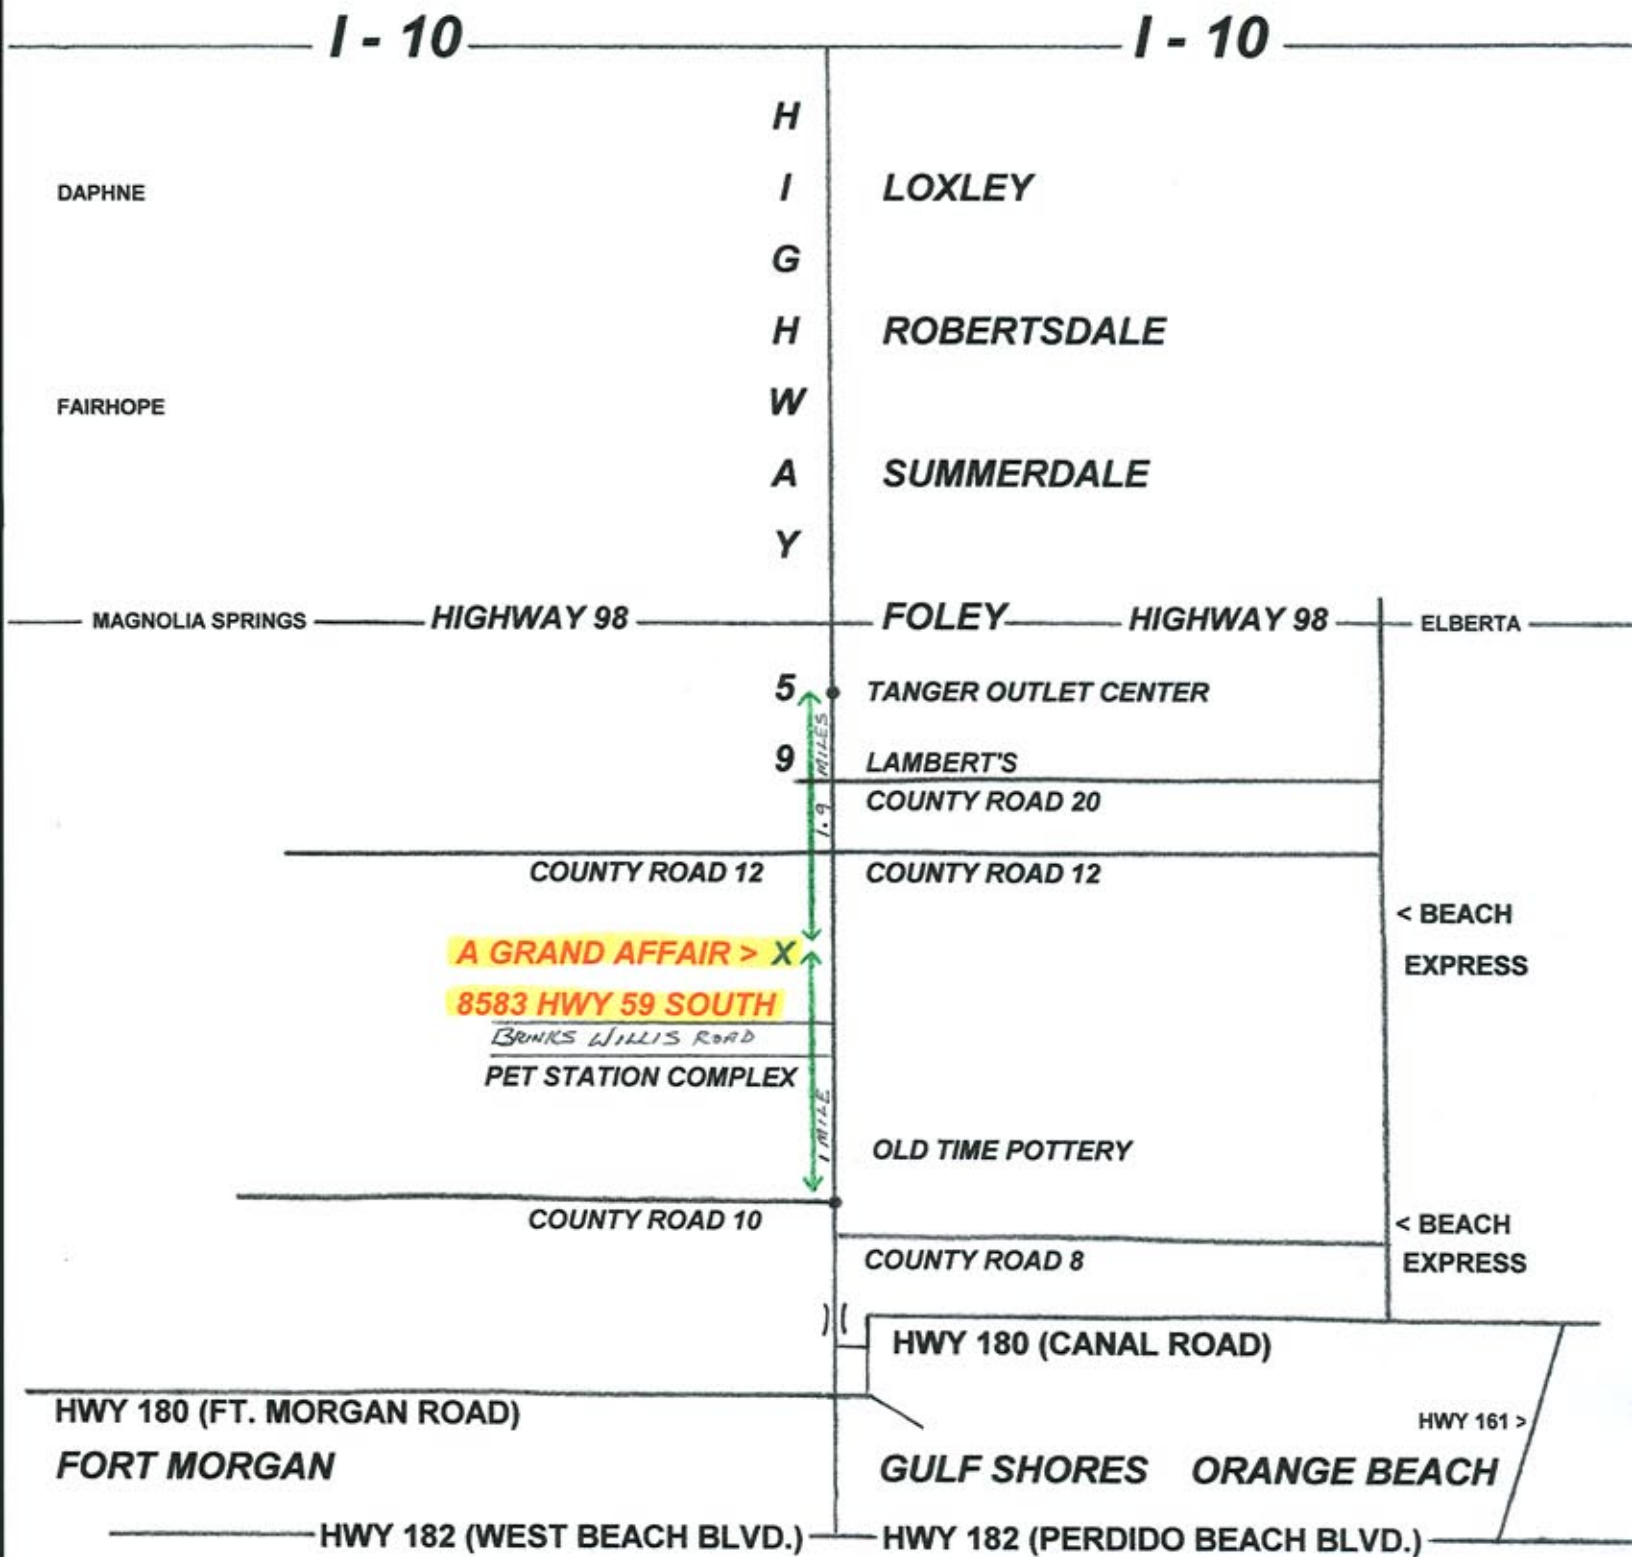 I - 10 I - 10
H
DAPHNE I LOXLEY
G
H ROBERTSDALE
FAIRHOPE W
A SUMMERDALE
Y
MAGNOLIA SPRINGS HIGHWAY 98 FOLEY HIGHWAY 98 ELBERTA
5 TANGER OUTLET CENTER
1.9 MILES
9 LAMBERT'S
COUNTY ROAD 20
COUNTY ROAD 12 COUNTY ROAD 12
< BEACH
EXPRESS
A GRAND AFFAIR > X
8583 HWY 59 SOUTH
BRINKS WILLIS ROAD
PET STATION COMPLEX
1 MILE
OLD TIME POTTERY
COUNTY ROAD 10
< BEACH
EXPRESS
COUNTY ROAD 8
HWY 180 (CANAL ROAD)
HWY 180 (FT. MORGAN ROAD)
HWY 161 >
FORT MORGAN GULF SHORES ORANGE BEACH
HWY 182 (WEST BEACH BLVD.) HWY 182 (PERDIDO BEACH BLVD.)